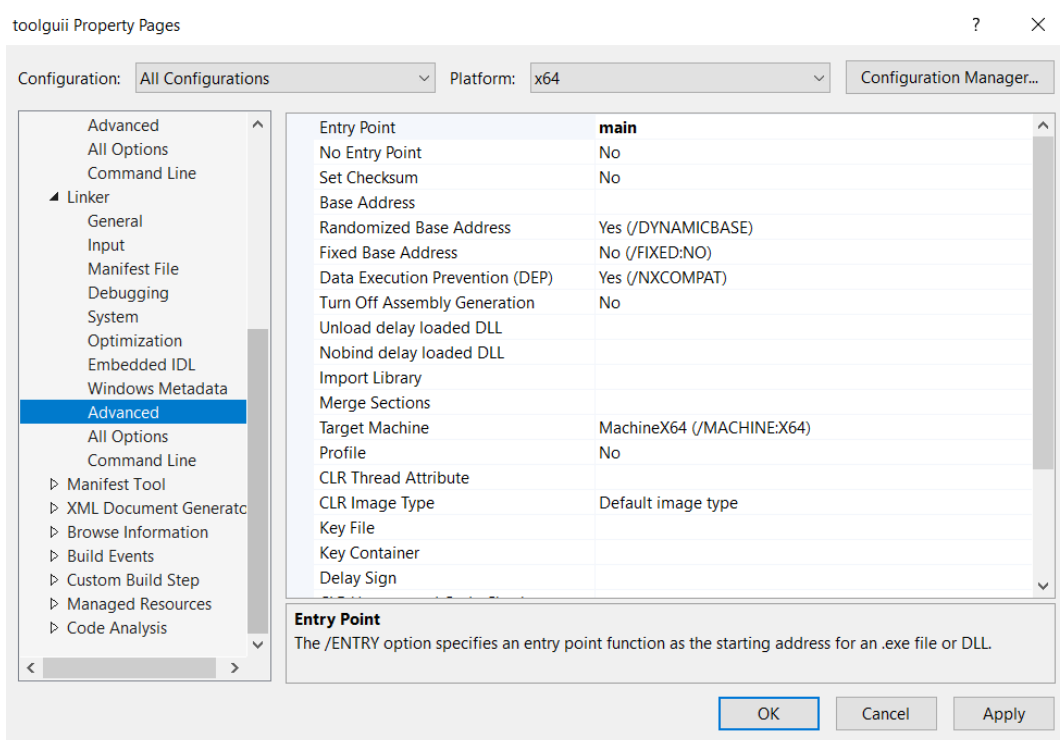 toolguii Property Pages
?
Configuration: All Configurations Platform: x64 Configuration Manager...
Advanced
All Options
Command Line
Linker
General
Input
Manifest File
Debugging
System
Optimization
Embedded IDL
Windows Metadata
Advanced
All Options
Command Line
Manifest Tool
XML Document Generato
Browse Information
Build Events
Custom Build Step
Managed Resources
Code Analysis
Entry Point main
No Entry Point No
Set Checksum No
Base Address
Randomized Base Address Yes (/DYNAMICBASE)
Fixed Base Address No (/FIXED:NO)
Data Execution Prevention (DEP) Yes (/NXCOMPAT)
Turn Off Assembly Generation No
Unload delay loaded DLL
Nobind delay loaded DLL
Import Library
Merge Sections
Target Machine MachineX64 (/MACHINE:X64)
Profile No
CLR Thread Attribute
CLR Image Type Default image type
Key File
Key Container
Delay Sign
Entry Point
The /ENTRY option specifies an entry point function as the starting address for an .exe file or DLL.
OK Cancel Apply